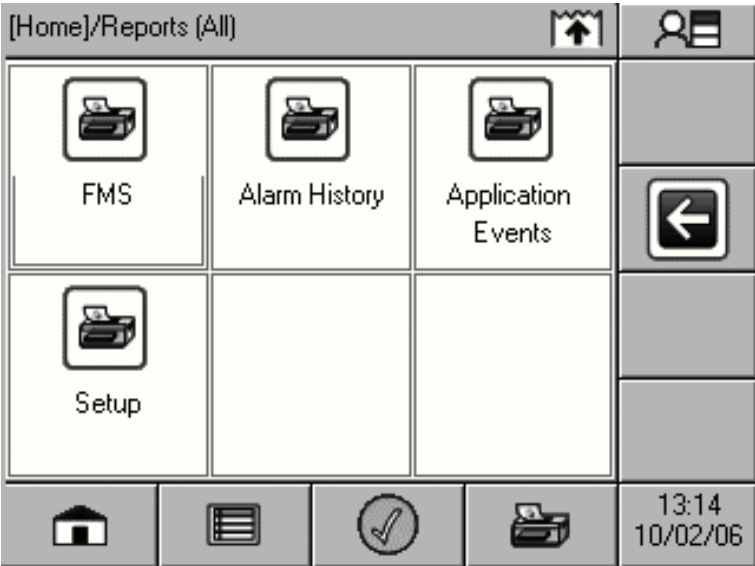 [Home]/Reports (All)
FMS
Alarm History
Application
Events
Setup
13:14
10/02/06